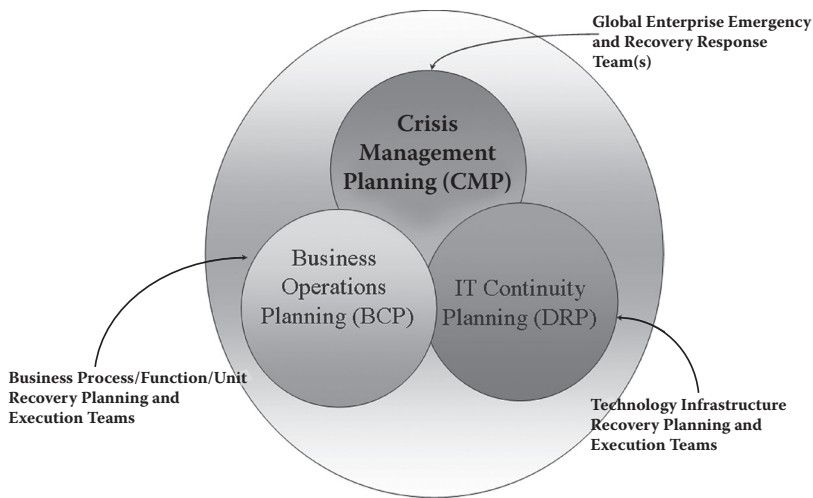 Global Enterprise Emergency
and Recovery Response
Team(s)
Crisis
Management
Planning (CMP)
Business
Operations
Planning (BCP)
IT Continuity
Planning (DRP)
Business Process/Function/Unit
Recovery Planning and
Execution Teams
Technology Infrastructure
Recovery Planning and
Execution Teams